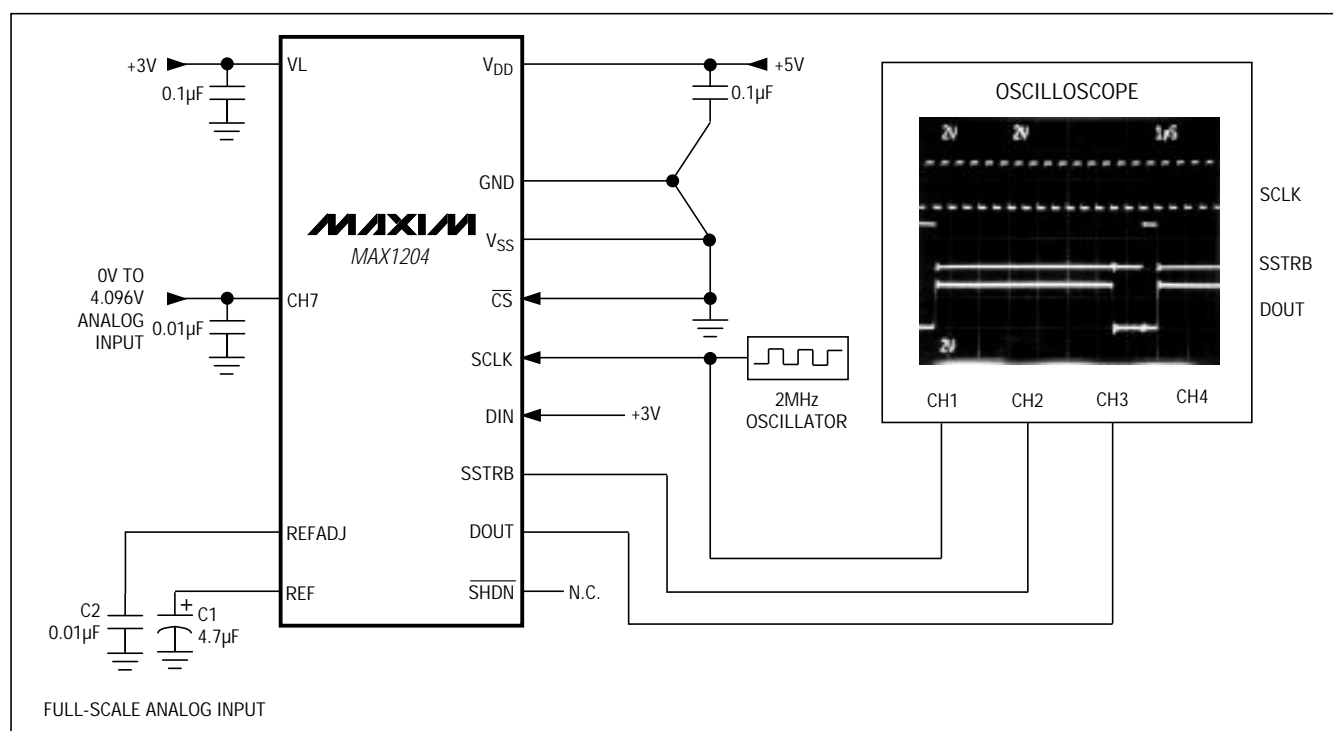 +3V
VL
0.1µF
VDD
+5V
0.1µF
GND
MAXIM
MAX1204
VSS
0V TO
4.096V
ANALOG
INPUT
CH7
0.01µF
CS
SCLK
2MHz
OSCILLATOR
DIN
+3V
SSTRB
REFADJ
DOUT
REF
SHDN
N.C.
C2
0.01µF
+
C1
4.7µF
OSCILLOSCOPE
2V
2V
1µS
2V
SCLK
SSTRB
DOUT
CH1
CH2
CH3
CH4
FULL-SCALE ANALOG INPUT